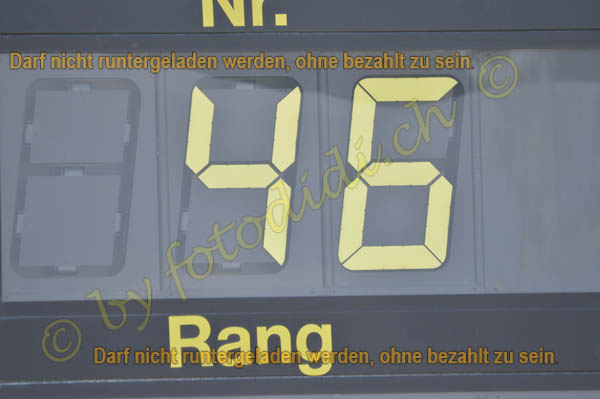 Nr.
Darf nicht runtergeladen werden, ohne bezahlt zu sein.
46
© by fotodidi.ch ©
Rang
Darf nicht runtergeladen werden, ohne bezahlt zu sein.